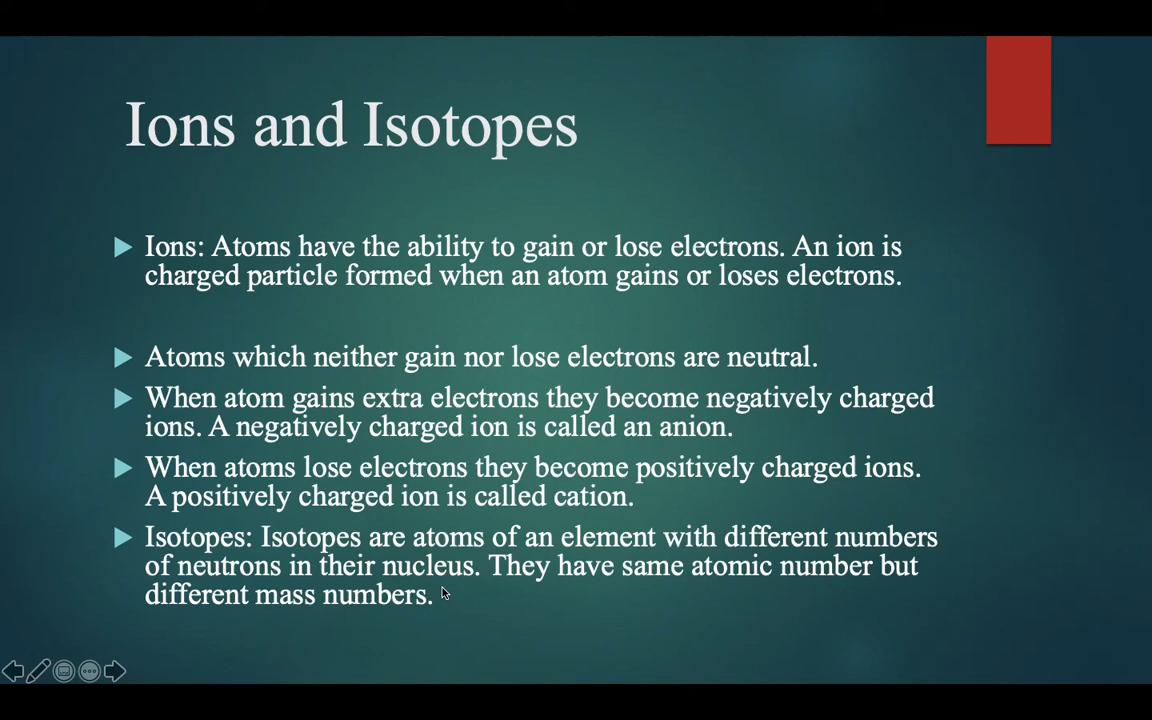 Ions and Isotopes
Ions: Atoms have the ability to gain or lose electrons. An ion is
charged particle formed when an atom gains or loses electrons.
Atoms which neither gain nor lose electrons are neutral.
When atom gains extra electrons they become negatively charged
ions. A negatively charged ion is called an anion.
When atoms lose electrons they become positively charged ions.
A positively charged ion is called cation.
Isotopes: Isotopes are atoms of an element with different numbers
of neutrons in their nucleus. They have same atomic number but
different mass numbers.